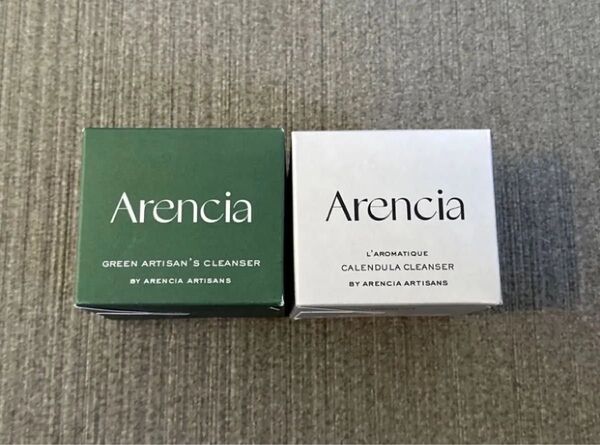 Arencia
GREEN ARTISAN'S CLEANSER
BY ARENCIA ARTISANS
Arencia
L'AROMATIQUE
CALENDULA CLEANSER
BY ARENCIA ARTISANS